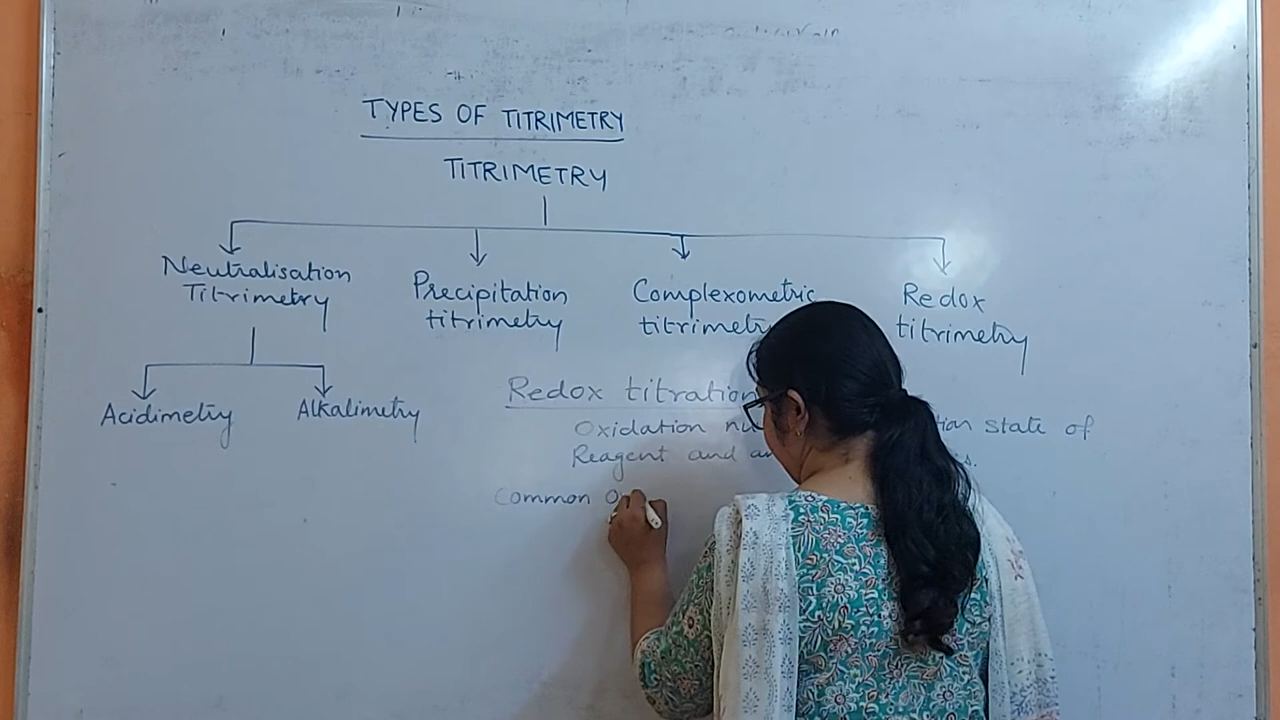 TYPES OF TITRIMETRY
TITRIMETRY
Neutralisation
Titrimetry
Precipitation
titrimetry
Complexometric
titrimetry
Redox
titrimetry
Acidimetry
Alkalimetry
Redox titration
Oxidation state of
Reagent and
Common